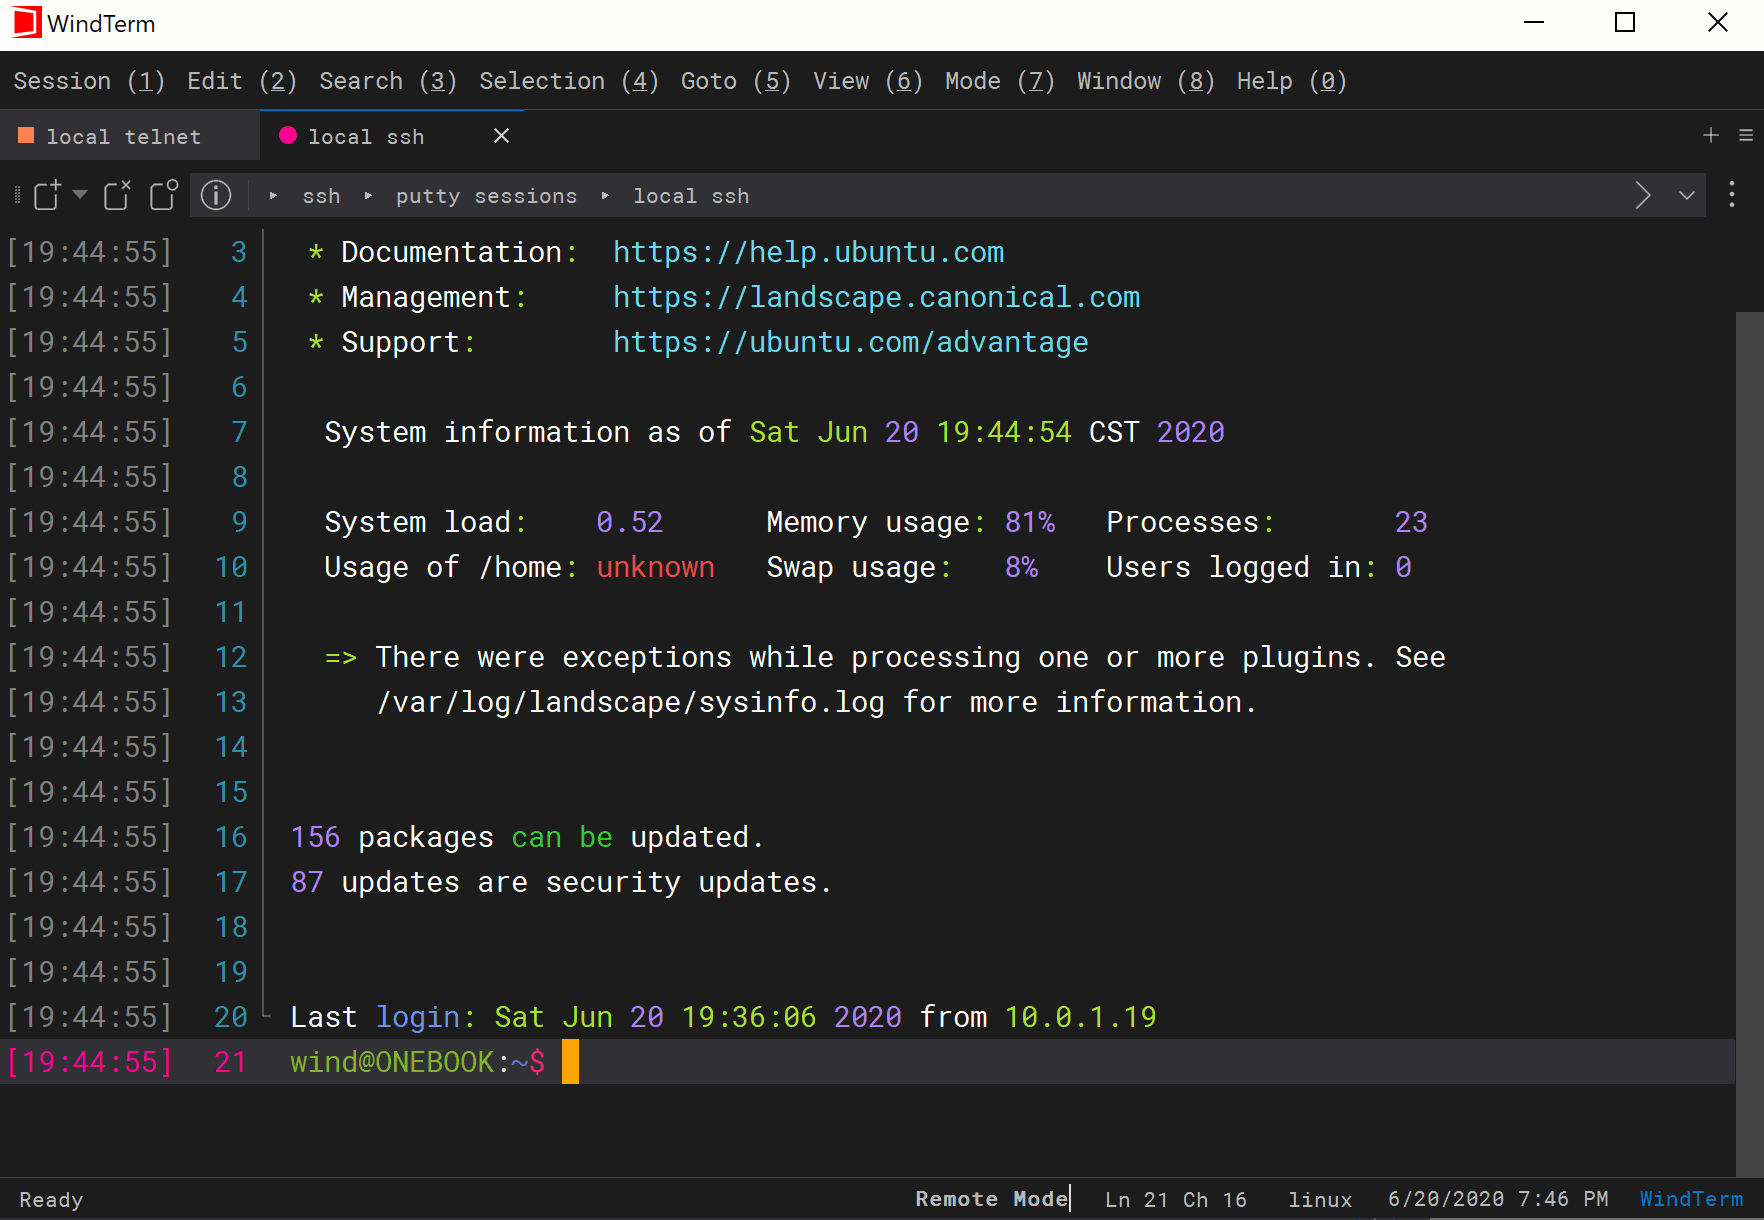 WindTerm
Session (1) Edit (2) Search (3) Selection (4) Goto (5) View (6) Mode (7) Window (8) Help (0)
local telnet local ssh
ssh putty sessions local ssh
[19:44:55] 3 * Documentation: https://help.ubuntu.com
[19:44:55] 4 * Management: https://landscape.canonical.com
[19:44:55] 5 * Support: https://ubuntu.com/advantage
[19:44:55] 6
[19:44:55] 7 System information as of Sat Jun 20 19:44:54 CST 2020
[19:44:55] 8
[19:44:55] 9 System load: 0.52 Memory usage: 81% Processes: 23
[19:44:55] 10 Usage of /home: unknown Swap usage: 8% Users logged in: 0
[19:44:55] 11
[19:44:55] 12 => There were exceptions while processing one or more plugins. See
[19:44:55] 13 /var/log/landscape/sysinfo.log for more information.
[19:44:55] 14
[19:44:55] 15
[19:44:55] 16 156 packages can be updated.
[19:44:55] 17 87 updates are security updates.
[19:44:55] 18
[19:44:55] 19
[19:44:55] 20 Last login: Sat Jun 20 19:36:06 2020 from 10.0.1.19
[19:44:55] 21 wind@ONEBOOK:~$
Ready Remote Mode Ln 21 Ch 16 linux 6/20/2020 7:46 PM WindTerm